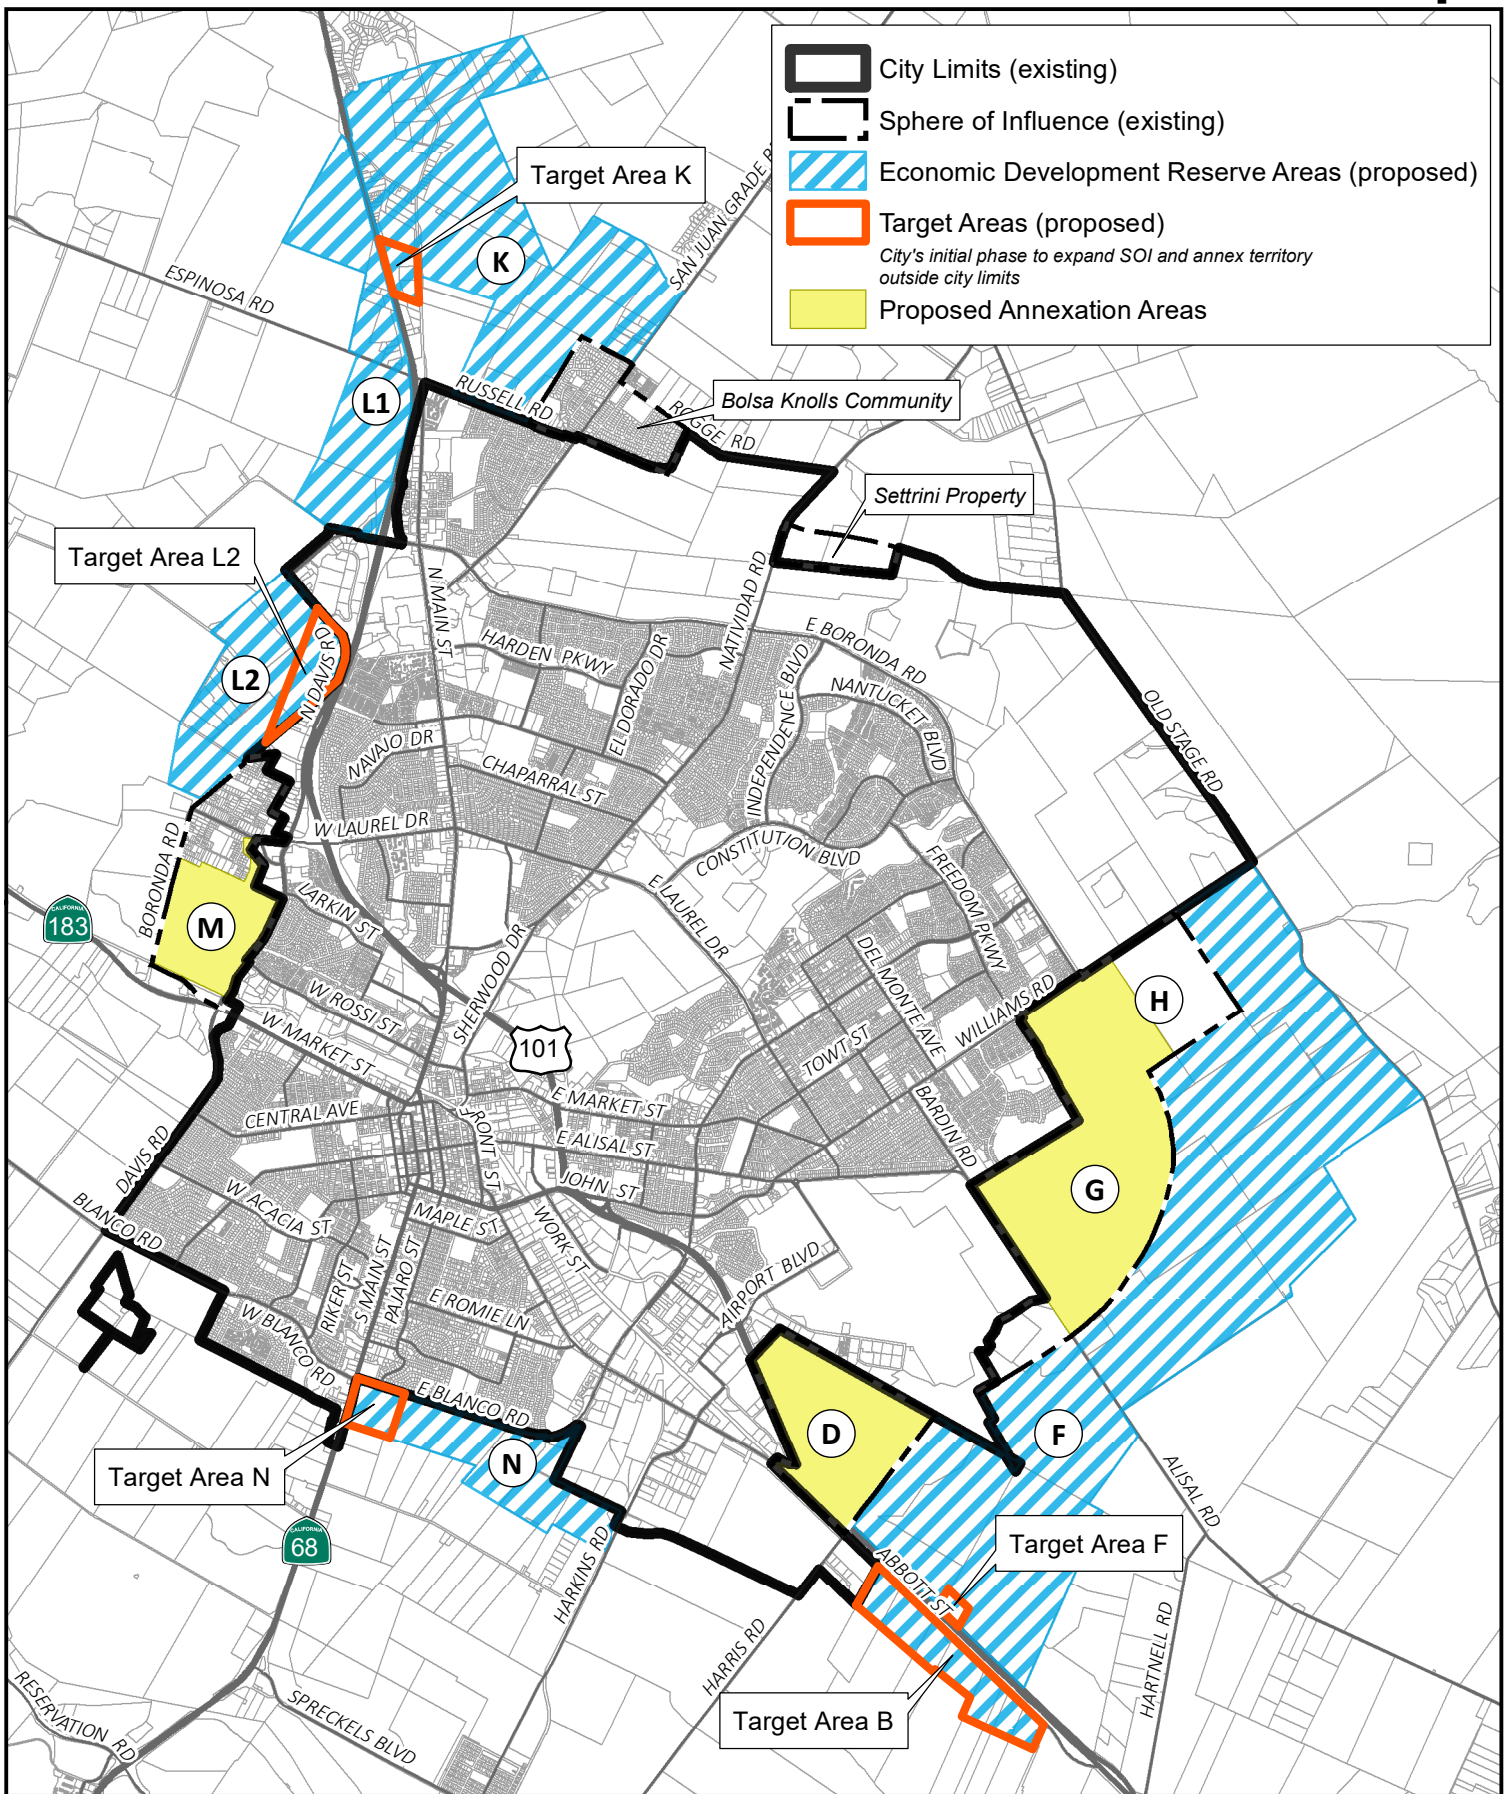 City Limits (existing)
Sphere of Influence (existing)
Economic Development Reserve Areas (proposed)
Target Areas (proposed)
City's initial phase to expand SOI and annex territory
outside city limits
Proposed Annexation Areas
Target Area K
SAN JUAN GRADE
K
ESPINOSA RD
L1
RUSSELL RD
Bolsa Knolls Community
ROGGE RD
Settrini Property
Target Area L2
N MAIN ST
NATIVIDAD RD
HARDEN PKWY
EL DORADO DR
E BORONDA RD
INDEPENDENCE BLVD
NANTUCKET BLVD
OLD STAGE RD
L2
N DAVIS RD
NAVAJO DR
CHAPARRAL ST
W LAUREL DR
CONSTITUTION BLVD
BORONDA RD
E LAUREL DR
FREEDOM PKWY
CALIFORNIA
183
M
LARKIN ST
SHERWOOD DR
DEL MONTE AVE
WILLIAMS RD
H
W ROSSI ST
W MARKET ST
101
TOWT ST
E MARKET ST
CENTRAL AVE
RONT ST
BARDIN RD
E ALISAL ST
DAVIS RD
JOHN ST
G
W ACACIA ST
MAPLE ST
WORK ST
BLANCO RD
RIKER ST
S MAIN ST
PAJARO ST
AIRPORT BLVD
E ROMIE LN
W BLANCO RD
E BLANCO RD
D
F
N
Target Area N
ALISAL RD
CALIFORNIA
68
HARKINS RD
ABBOTT ST
Target Area F
HARRIS RD
HARTNELL RD
RESERVATION RD
SPRECKELS BLVD
Target Area B